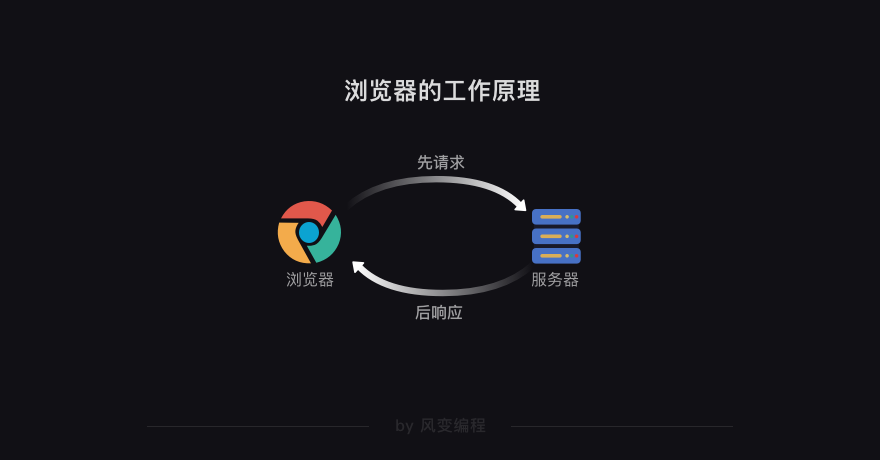 浏览器的工作原理
先请求
浏览器
服务器
后响应
by 风变编程